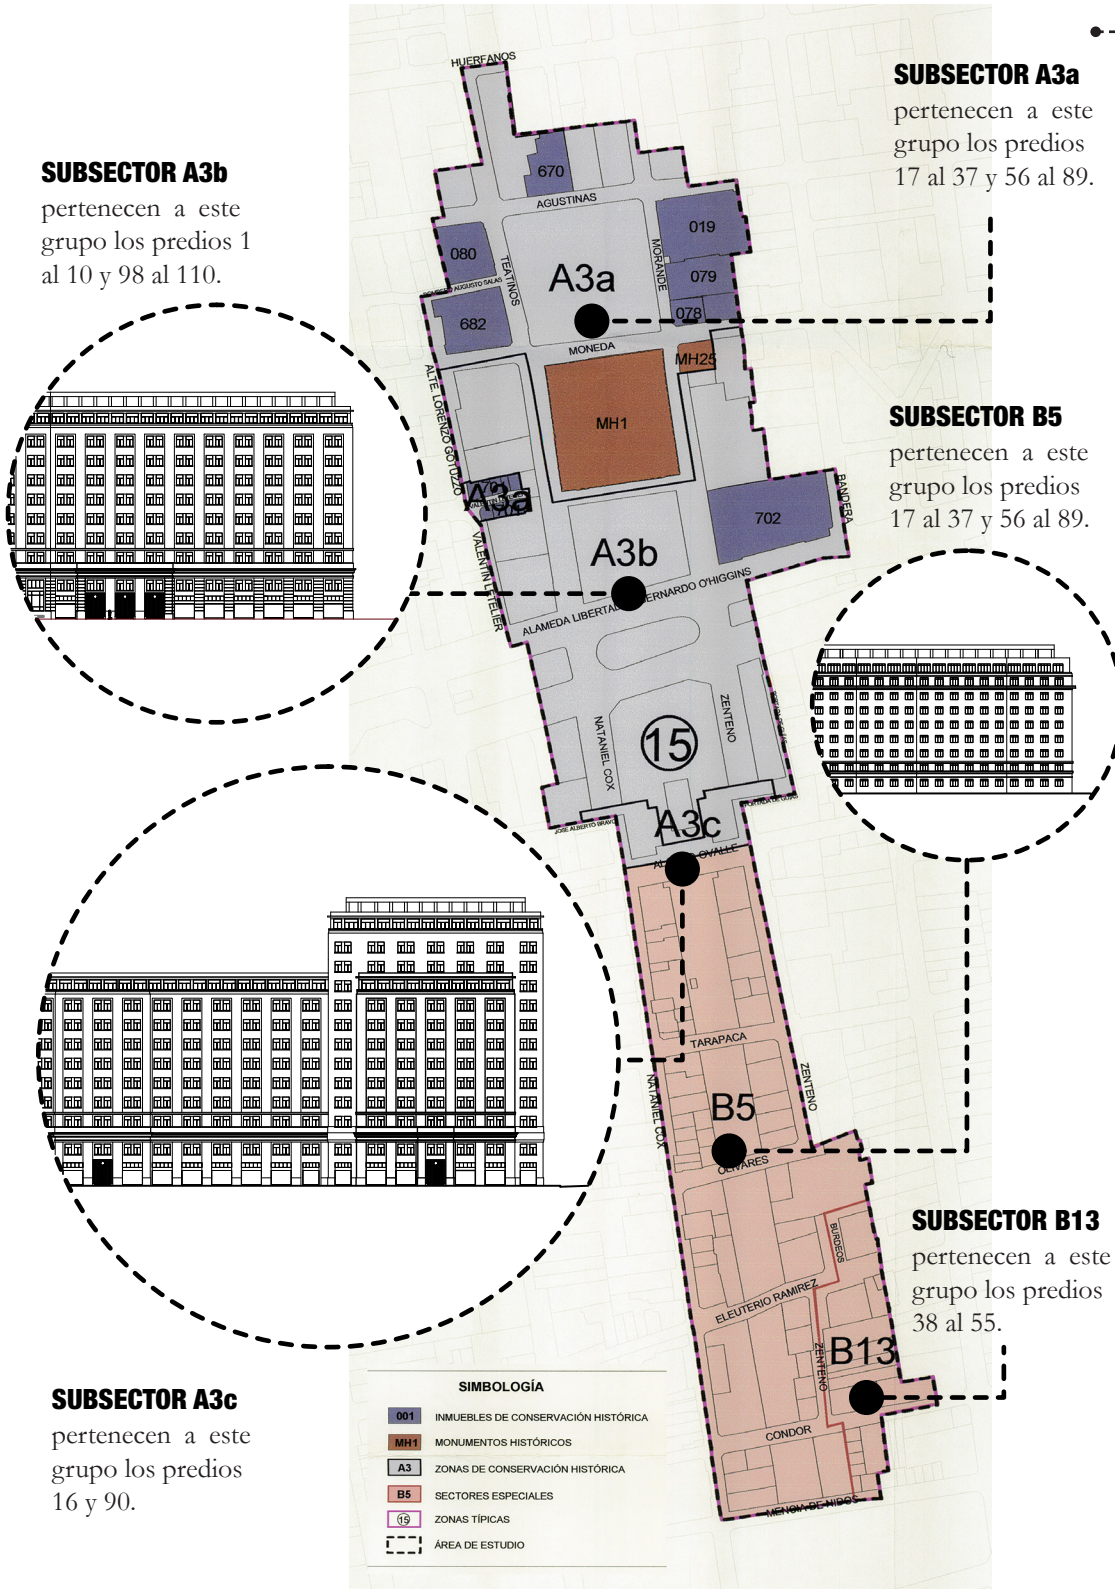 SUBSECTOR A3a
pertenecen a este
grupo los predios
17 al 37 y 56 al 89.
SUBSECTOR A3b
pertenecen a este
grupo los predios 1
al 10 y 98 al 110.
SUBSECTOR B5
pertenecen a este
grupo los predios
17 al 37 y 56 al 89.
SUBSECTOR B13
pertenecen a este
grupo los predios
38 al 55.
SUBSECTOR A3c
pertenecen a este
grupo los predios
16 y 90.
HUERFANOS
670
AGUSTINAS
019
080
TEATINOS
MORANDE
079
A3a
078
682
MONEDA
MH25
ALTE. LORENZO GOTUZZO
MH1
A3a
702
BANDERA
VALENTIN LETELIER
A3b
ALAMEDA LIBERTAD BERNARDO O'HIGGINS
NATANIEL COX
15
ZENTENO
JOSE ALBERTO BRAVO
A3c
OVALLE
TARAPACA
NATANIEL COX
ZENTENO
B5
OLIVARES
BURDEOS
ELEUTERIO RAMIREZ
ZENTENO
B13
CONDOR
MENCIA DE NIDOS
SIMBOLOGÍA
001 INMUEBLES DE CONSERVACIÓN HISTÓRICA
MH1 MONUMENTOS HISTÓRICOS
A3 ZONAS DE CONSERVACIÓN HISTÓRICA
B5 SECTORES ESPECIALES
15 ZONAS TÍPICAS
ÁREA DE ESTUDIO